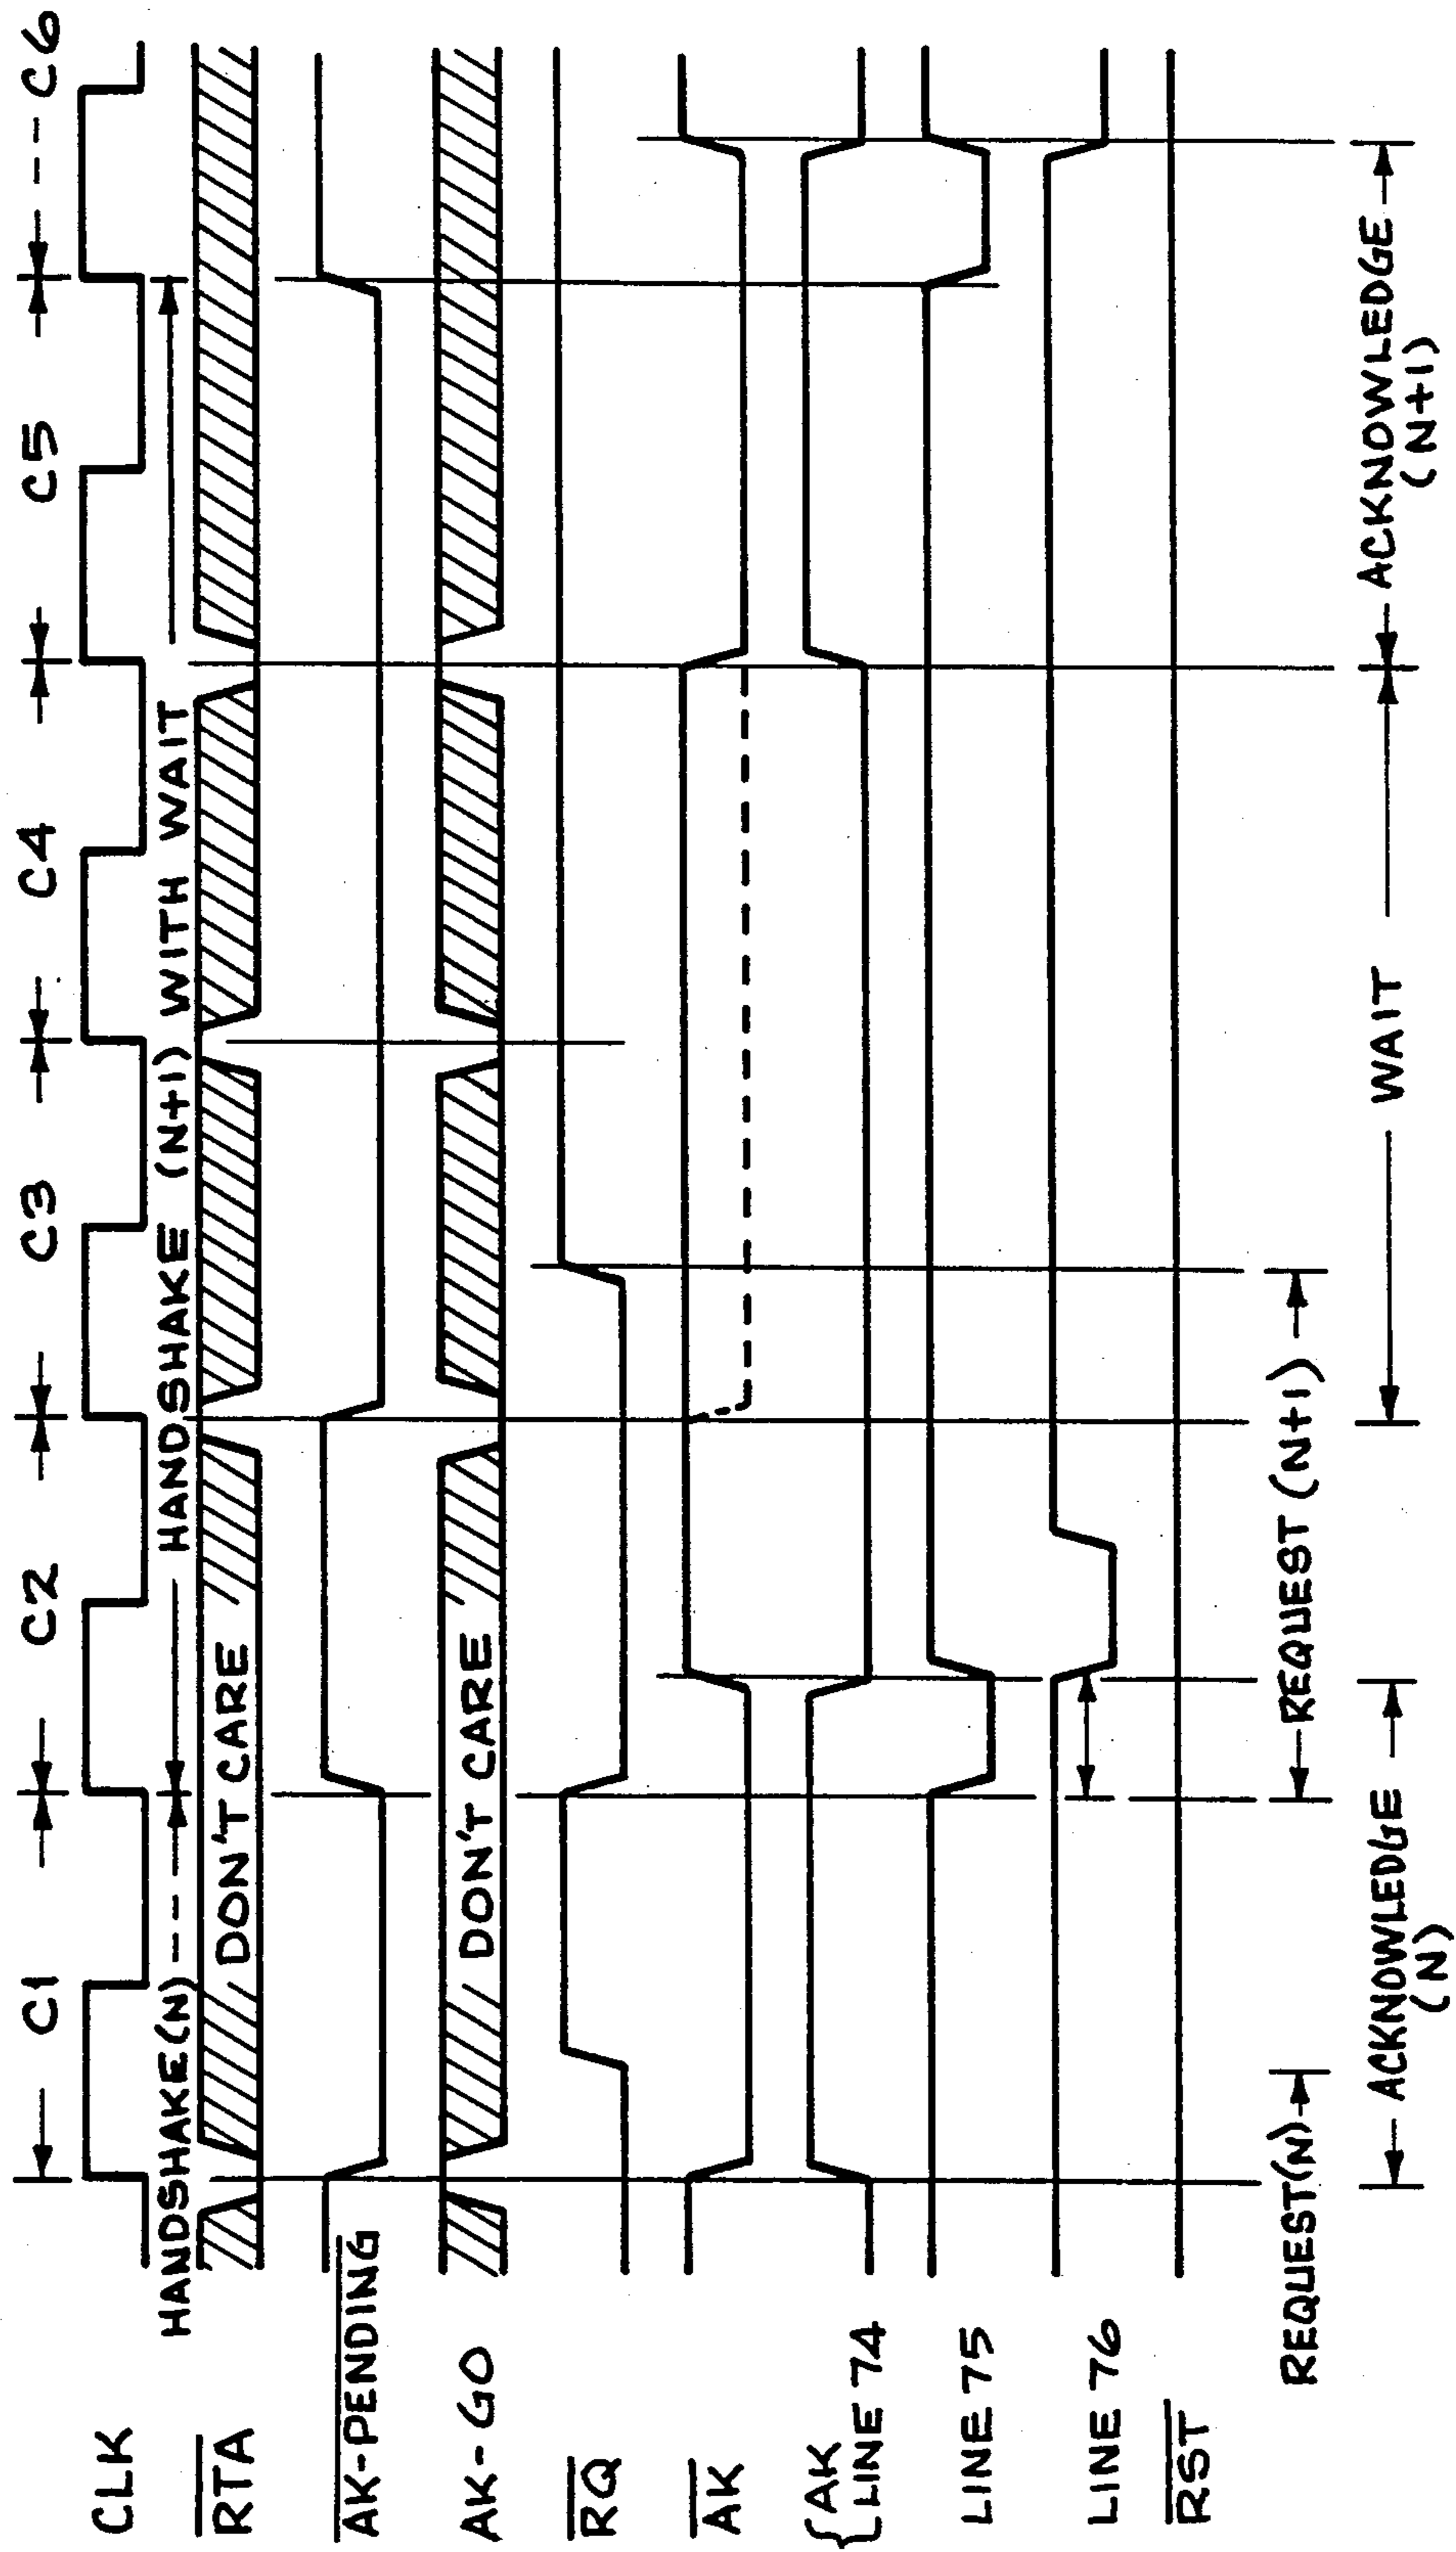 C1 C2 C3 C4 C5 C6
CLK
HANDSHAKE(N) HANDSHAKE (N+1) WITH WAIT
RTA DON'T CARE
AK-PENDING
AK-GO DON'T CARE
RQ
AK
{AK
LINE 74
LINE 75
LINE 76
RST
REQUEST(N) REQUEST (N+1)
ACKNOWLEDGE WAIT ACKNOWLEDGE
(N) (N+1)